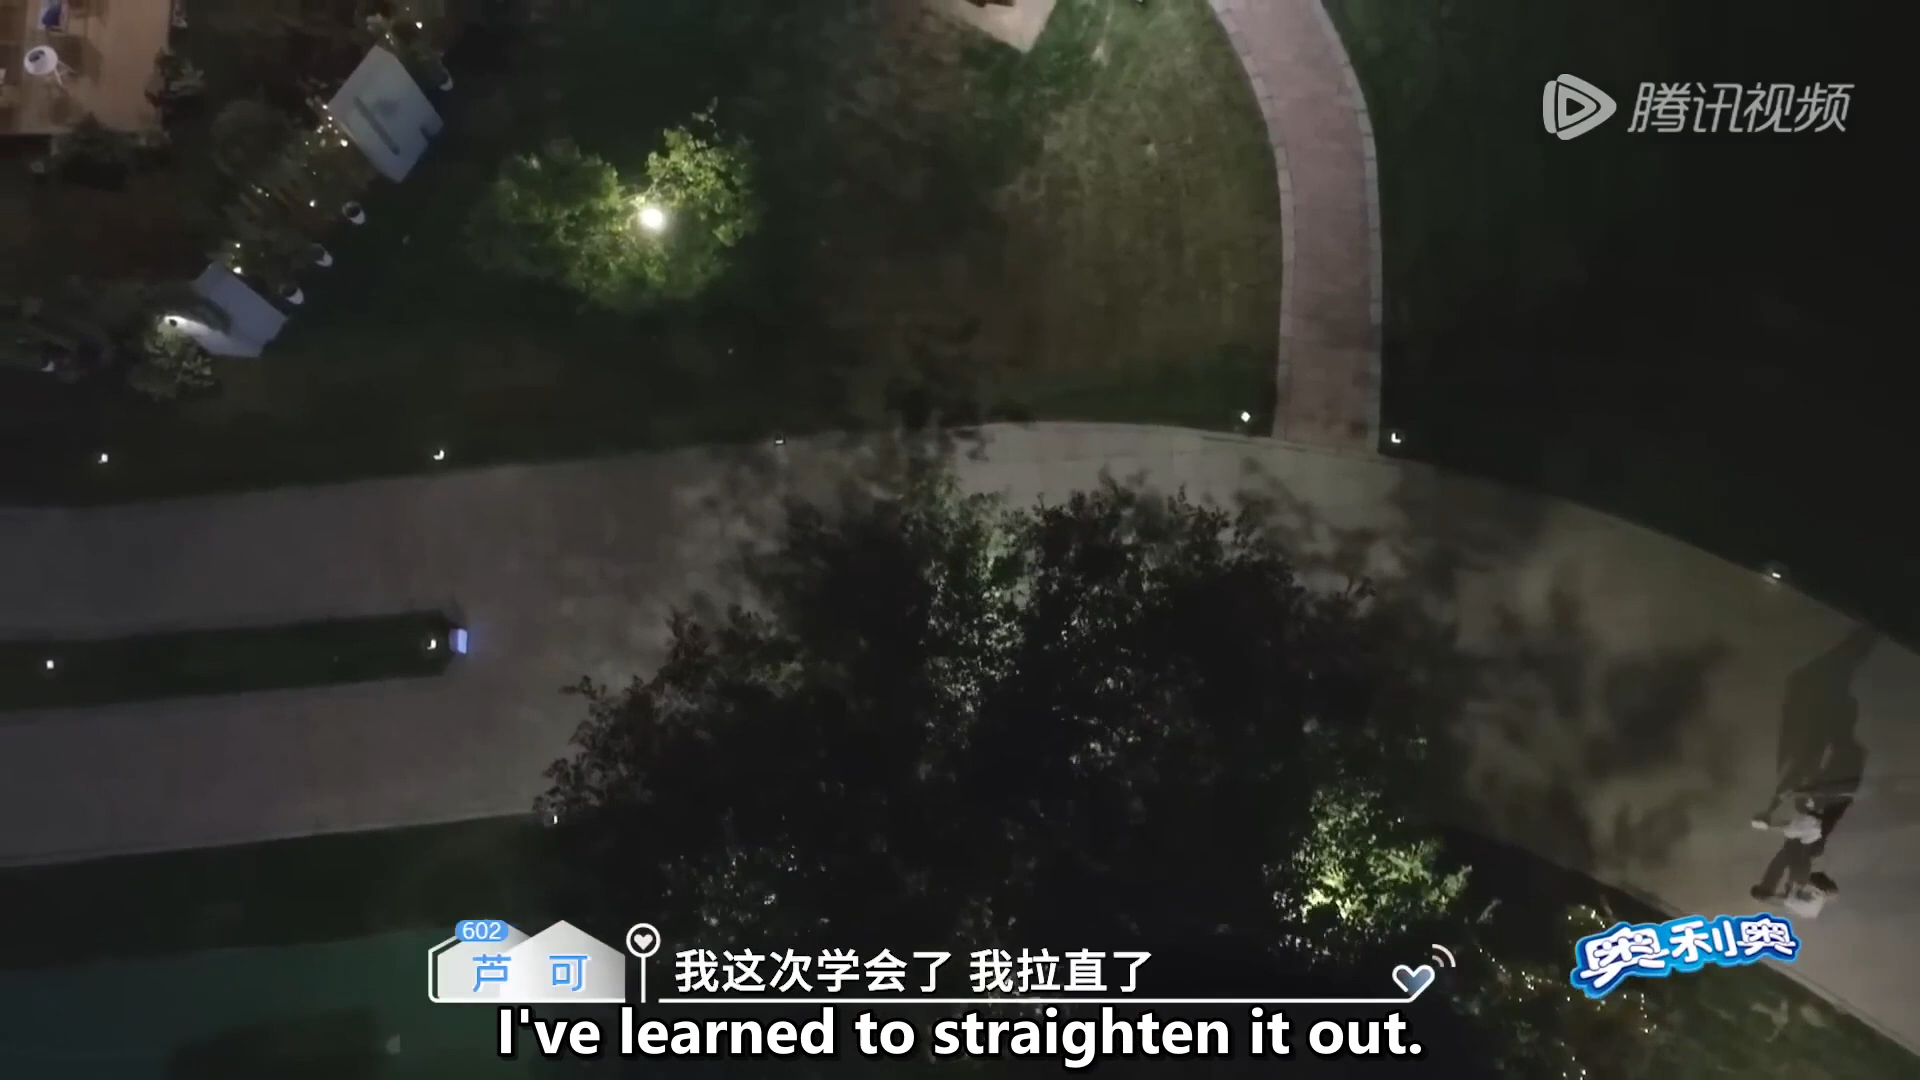 腾讯视频
602
芦可
我这次学会了 我拉直了
奥利奥
I've learned to straighten it out.